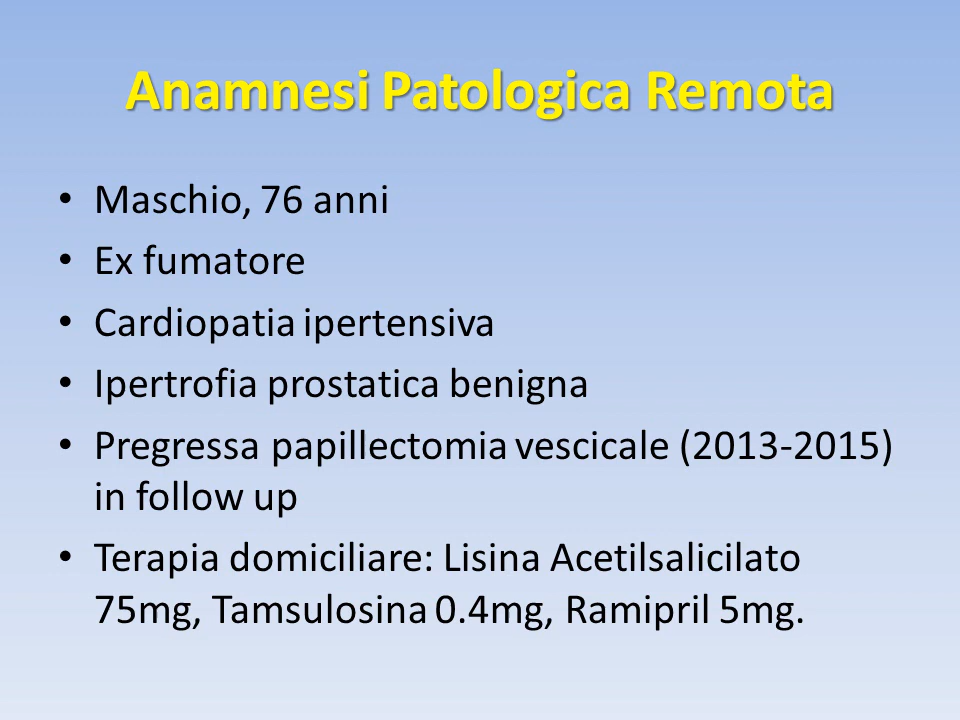 Anamnesi Patologica Remota
• Maschio, 76 anni
• Ex fumatore
• Cardiopatia ipertensiva
• Ipertrofia prostatica benigna
• Pregressa papillectomia vescicale (2013-2015)
in follow up
• Terapia domiciliare: Lisina Acetilsalicilato
75mg, Tamsulosina 0.4mg, Ramipril 5mg.